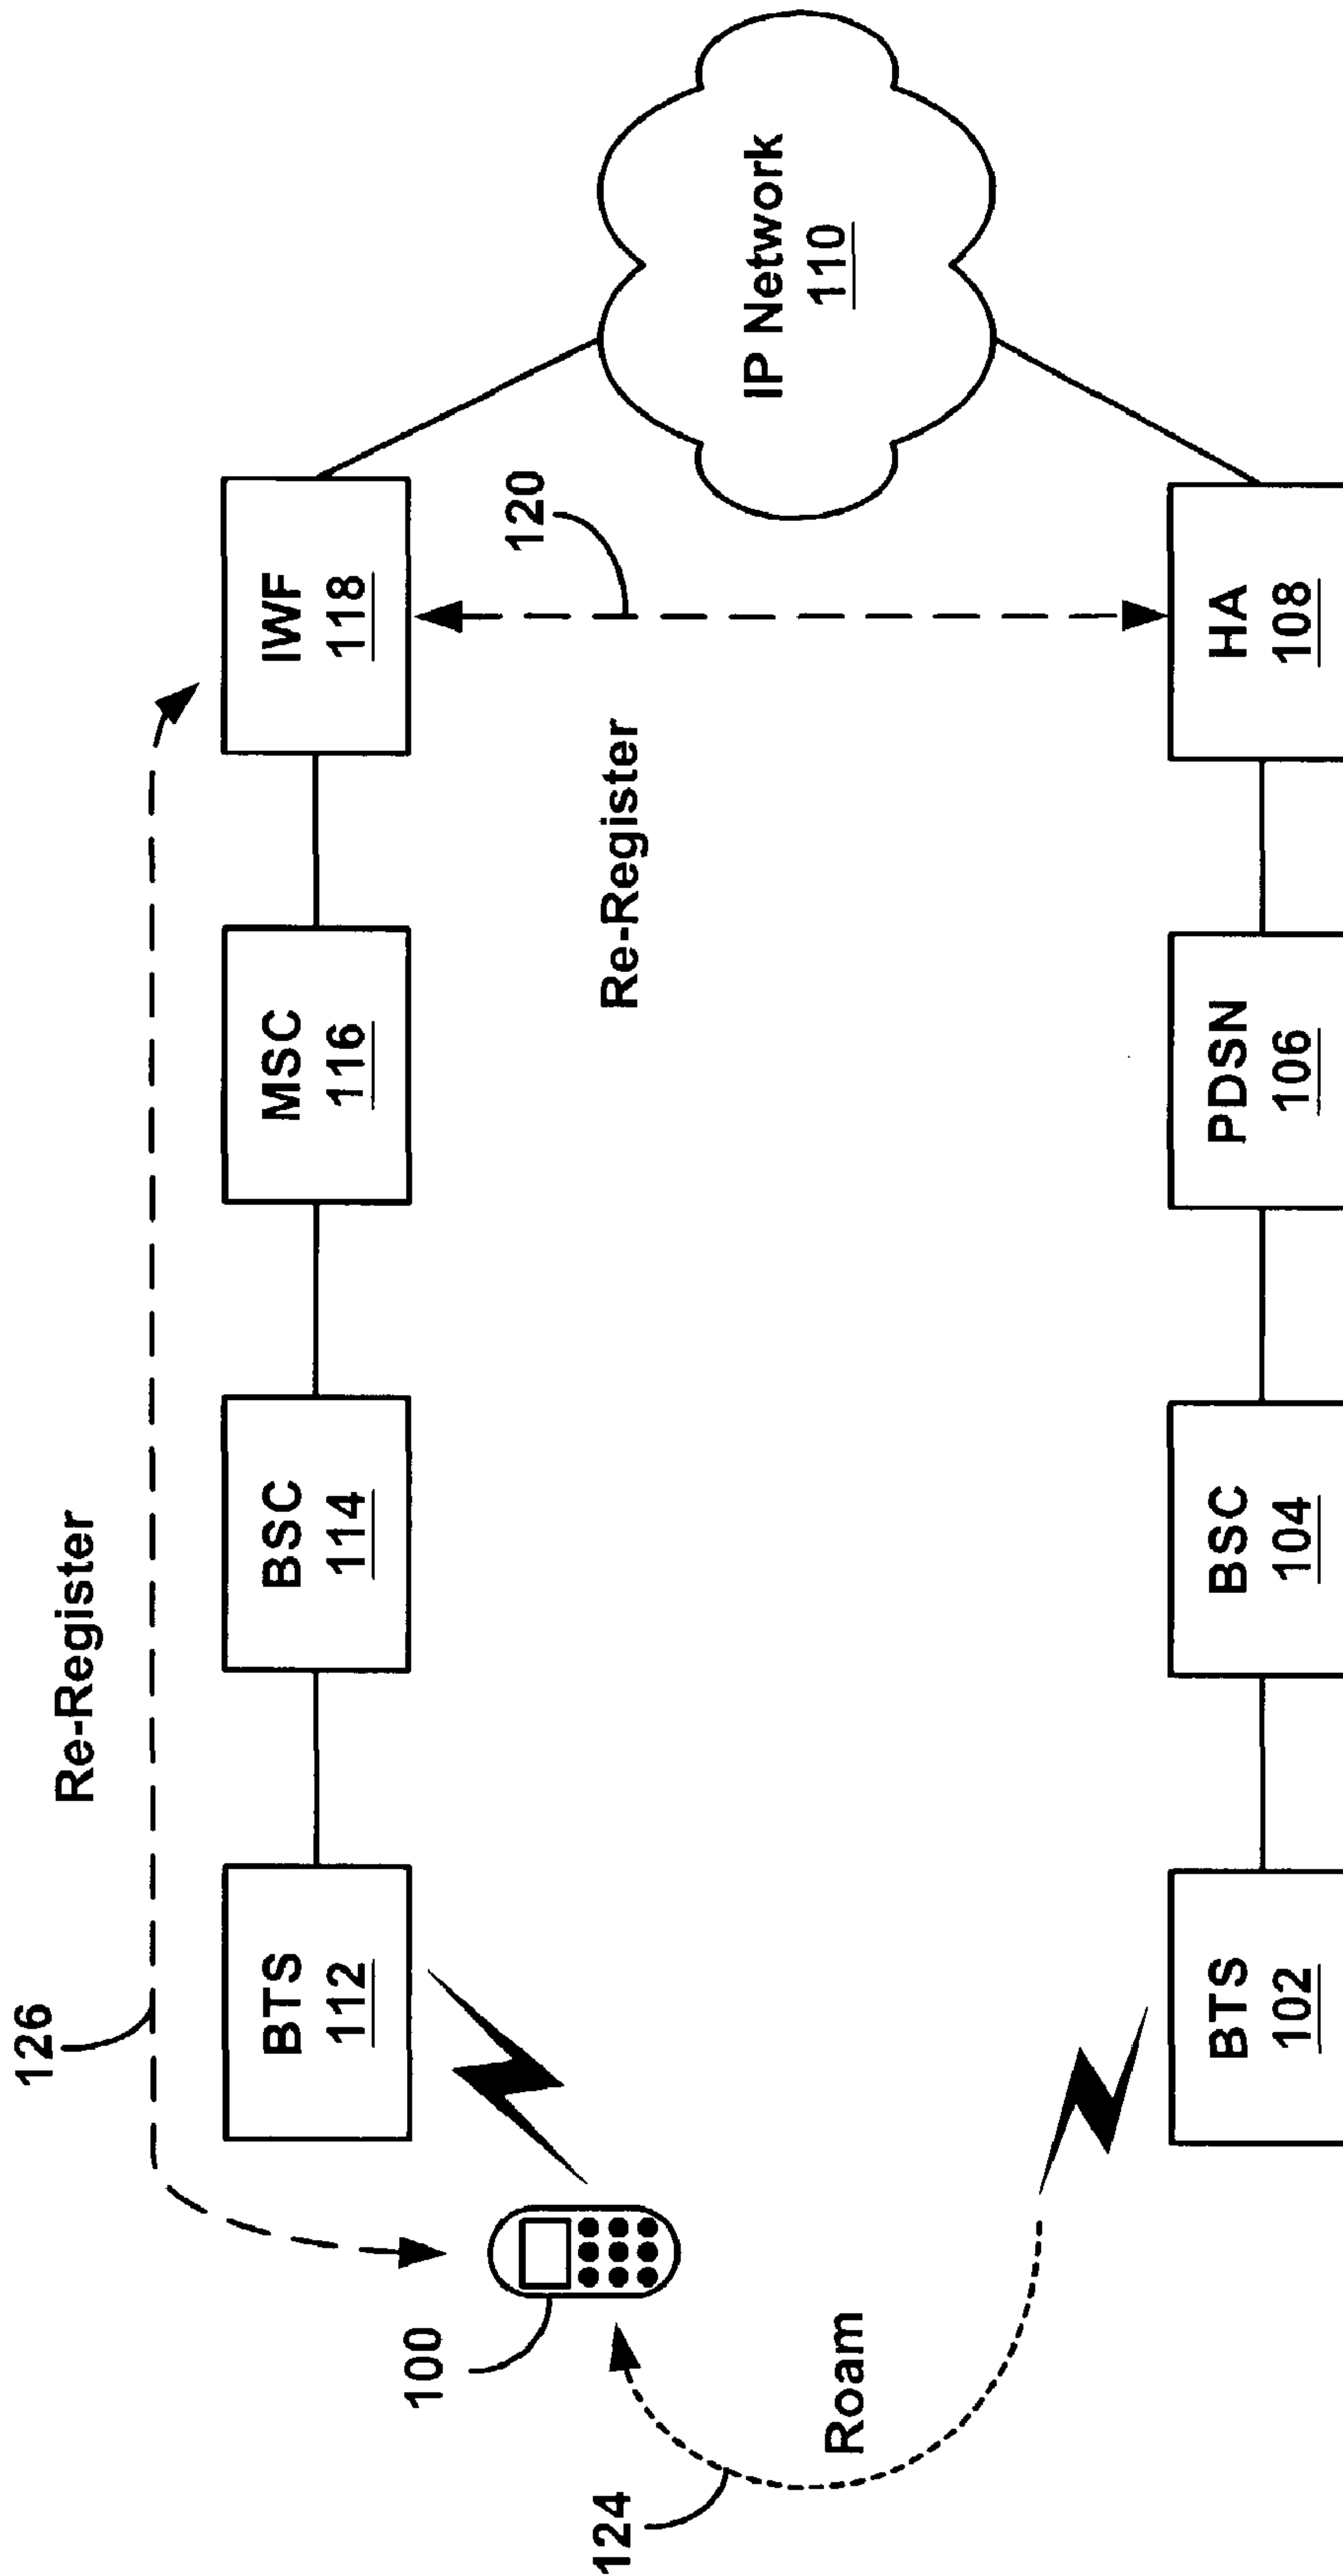 126
Re-Register
BTS
112
BSC
114
MSC
116
IWF
118
100
120
Re-Register
IP Network
110
124
Roam
BTS
102
BSC
104
PDSN
106
HA
108